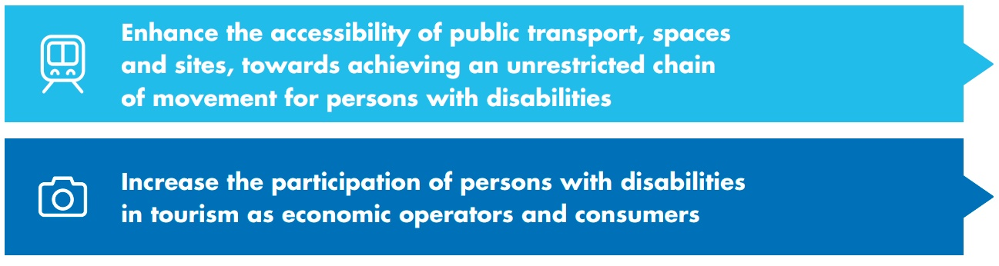 Enhance the accessibility of public transport, spaces
and sites, towards achieving an unrestricted chain
of movement for persons with disabilities
Increase the participation of persons with disabilities
in tourism as economic operators and consumers